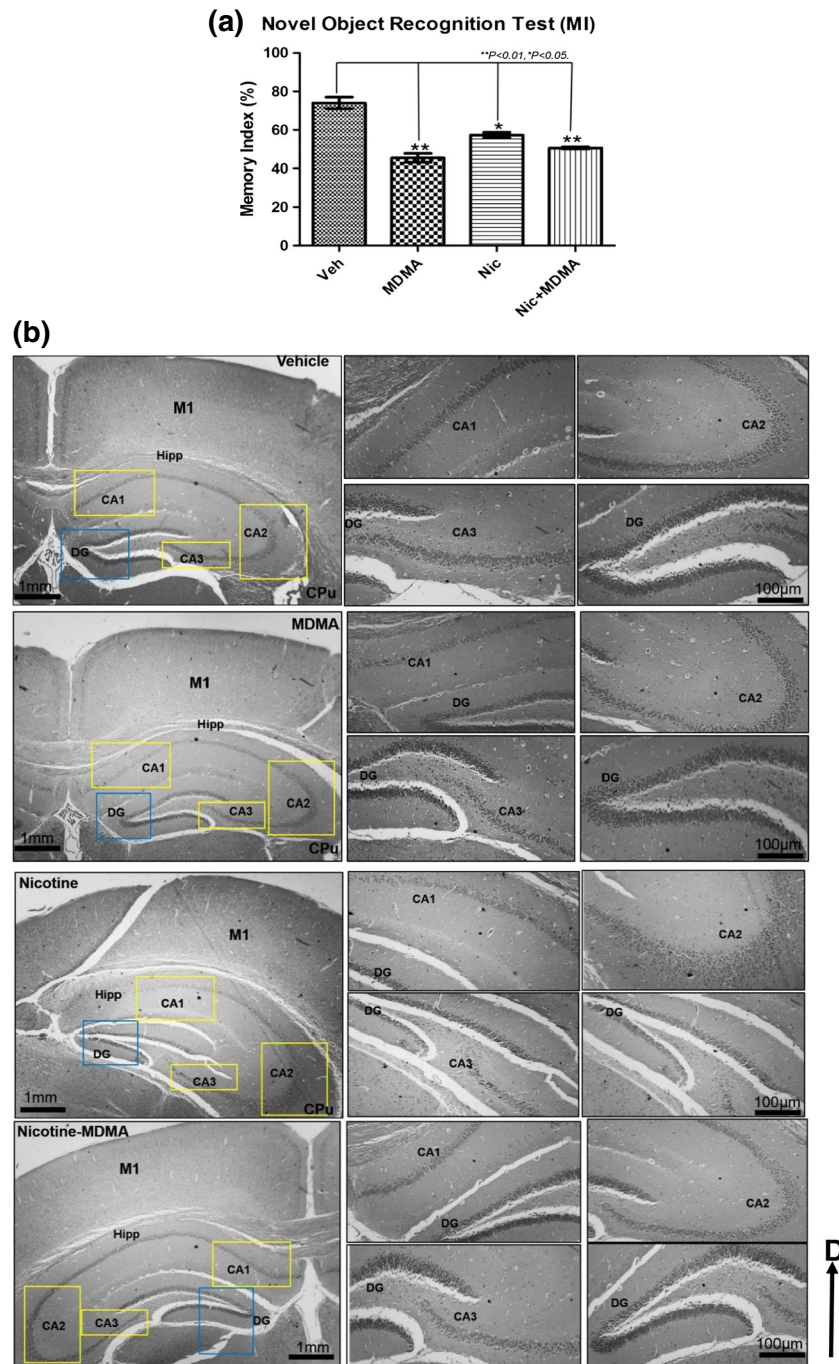 (a) Novel Object Recognition Test (MI)
**P<0.01,*P<0.05.
100
80
60
40
20
0
Memory Index (%)
**
*
**
Veh
MDMA
Nic
Nic+MDMA
(b)
Vehicle
M1
Hipp
CA1
CA2
DG
CA3
1mm
CPu
CA1
CA2
DG
CA3
DG
100µm
MDMA
M1
Hipp
CA1
DG
CA3
CA2
1mm
CPu
CA1
DG
CA2
DG
CA3
DG
100µm
Nicotine
M1
Hipp
CA1
DG
CA3
CA2
1mm
CPu
CA1
DG
CA2
DG
CA3
DG
100µm
Nicotine-MDMA
M1
Hipp
CA1
CA2
CA3
DG
1mm
CA1
DG
CA2
DG
CA3
DG
100µm
D